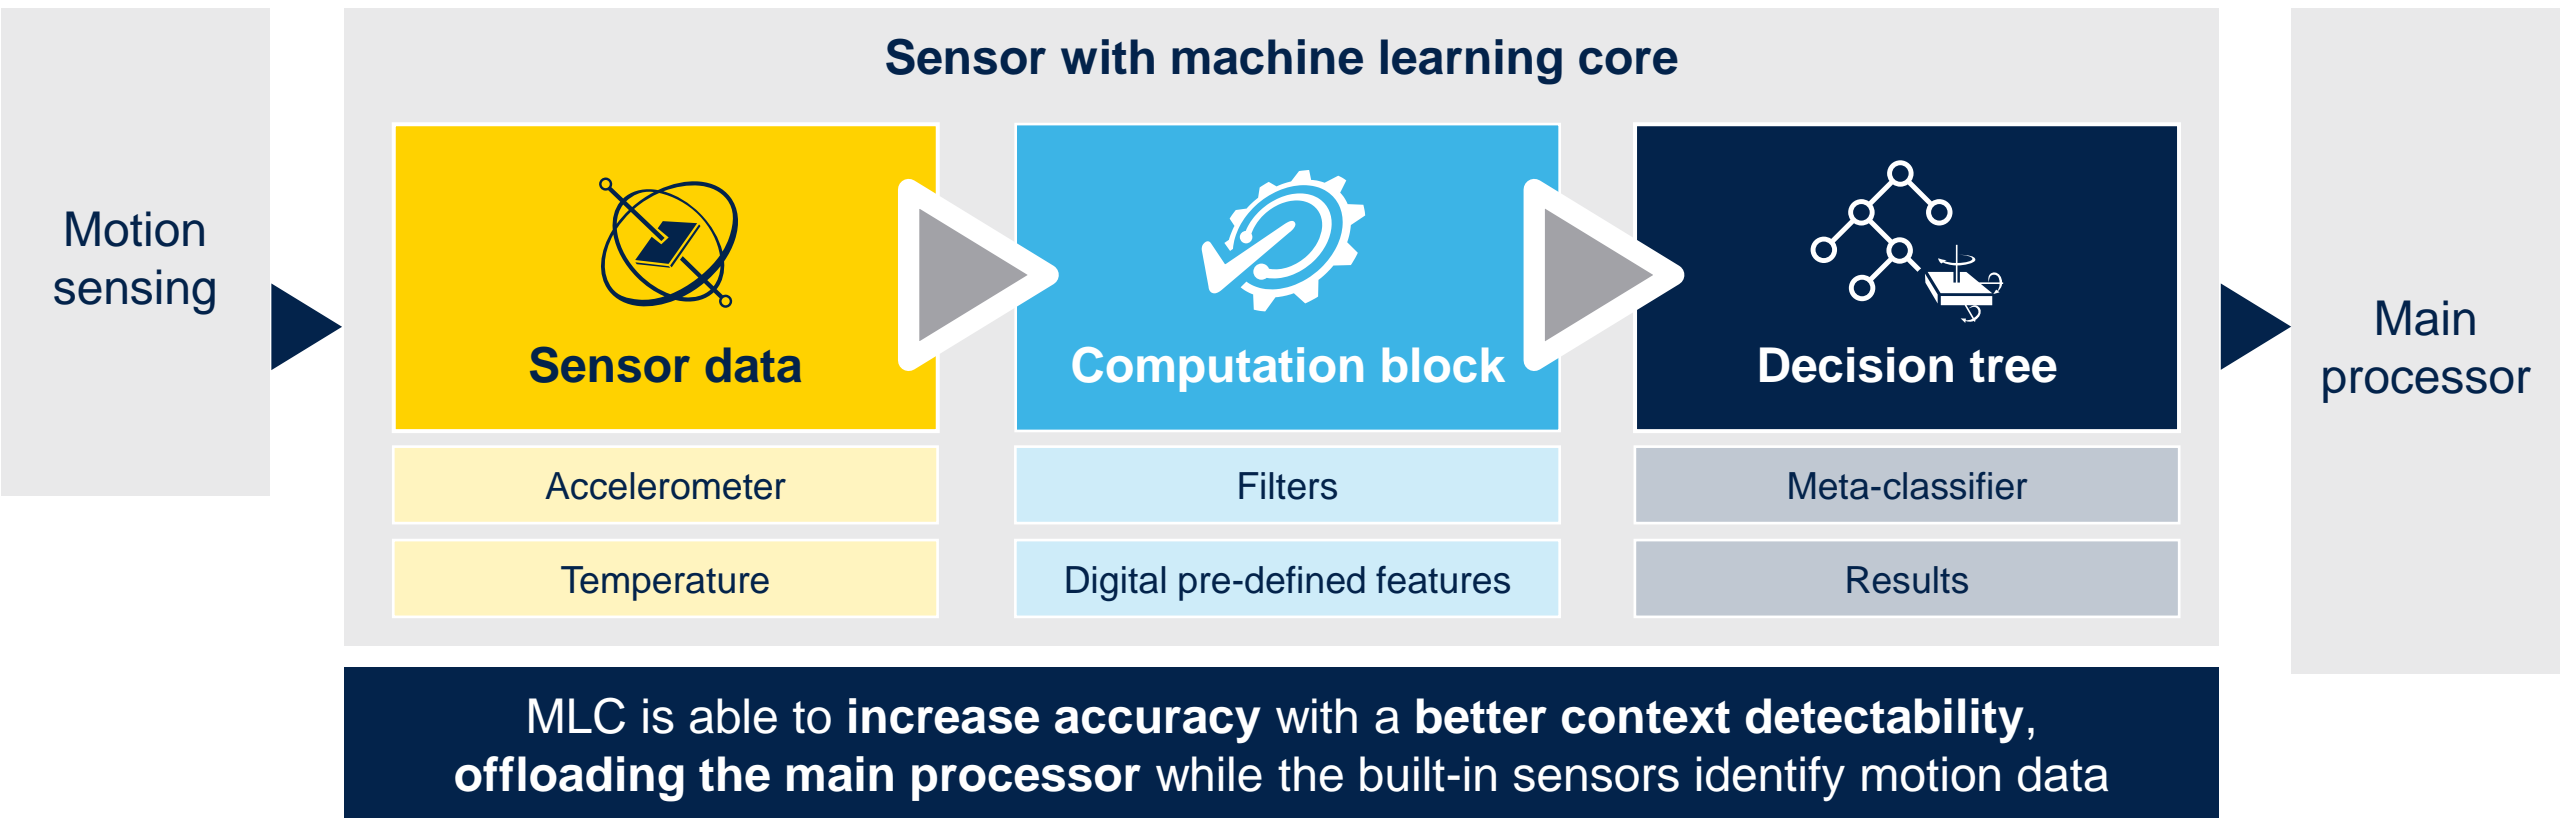 Sensor with machine learning core
Motion
sensing
Sensor data
Accelerometer
Temperature
Computation block
Filters
Digital pre-defined features
Decision tree
Meta-classifier
Results
Main
processor
MLC is able to increase accuracy with a better context detectability,
offloading the main processor while the built-in sensors identify motion data